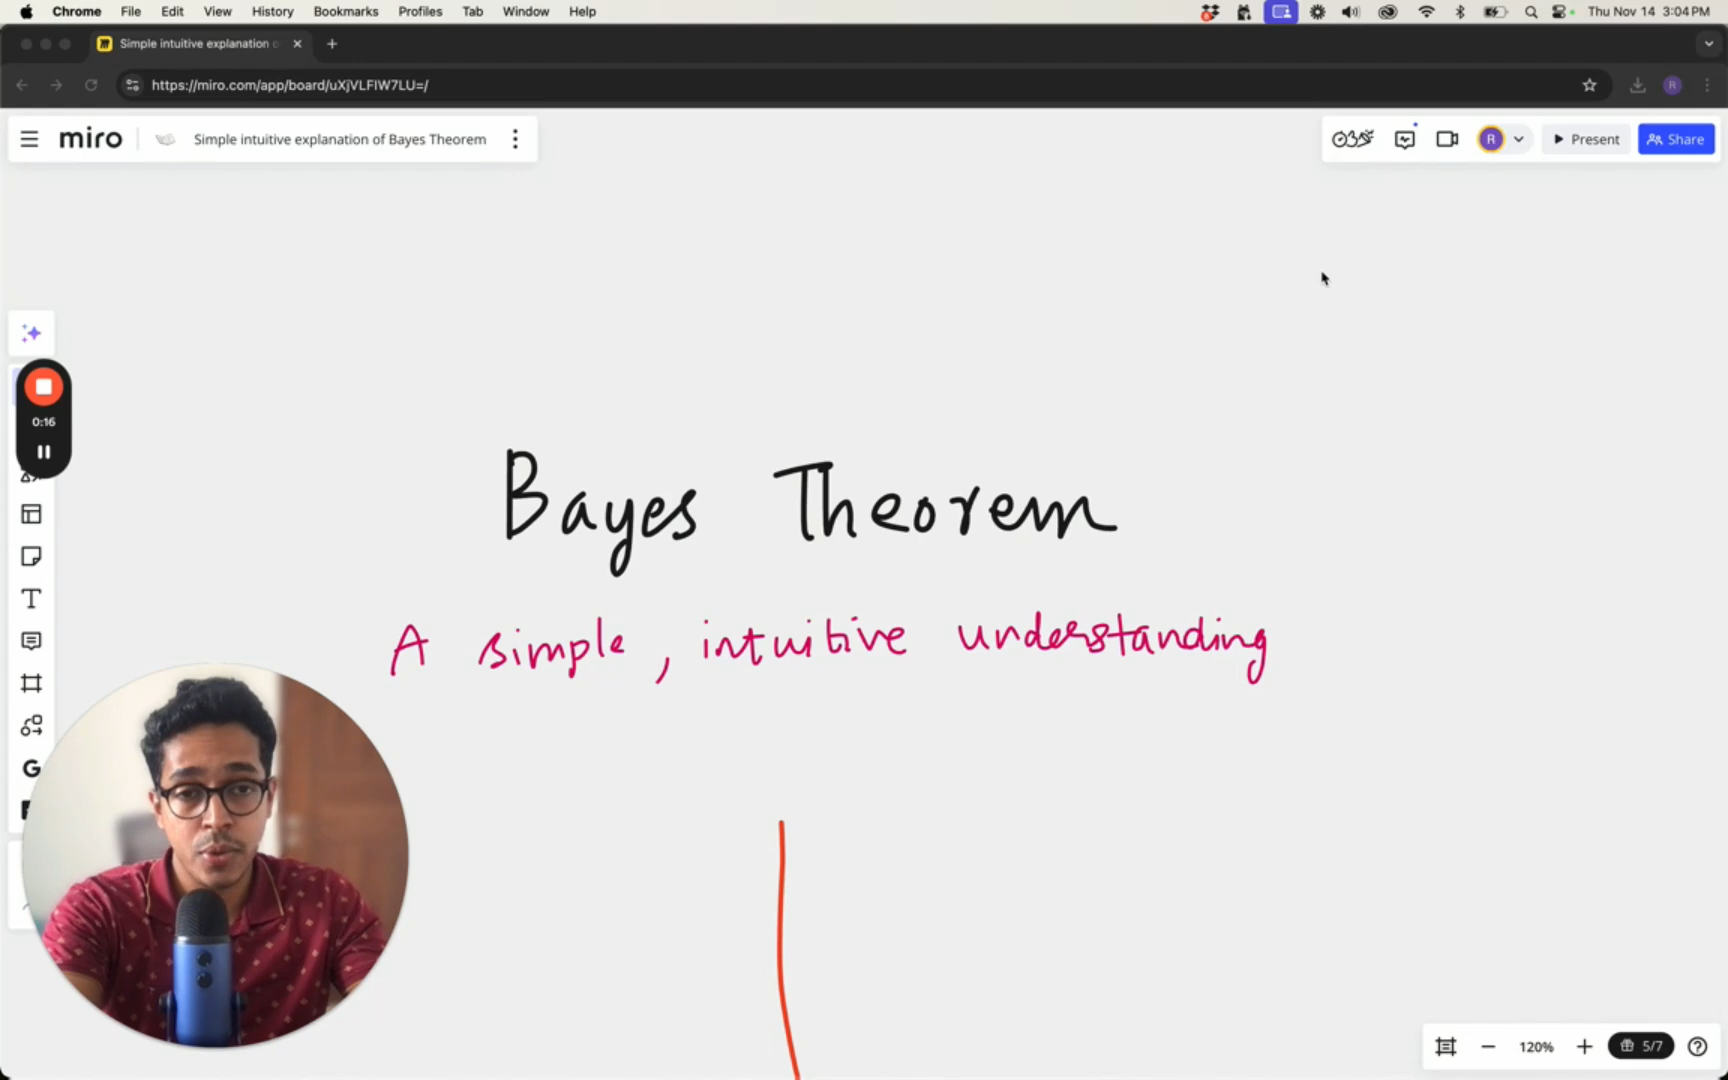 Chrome File Edit View History Bookmarks Profiles Tab Window Help Thu Nov 14 3:04 PM
Simple intuitive explanation o
https://miro.com/app/board/uXjVLFIW7LU=/ R
miro Simple intuitive explanation of Bayes Theorem R Present Share
0:16
Bayes Theorem
A simple, intuitive understanding
T
G
120% 5/7